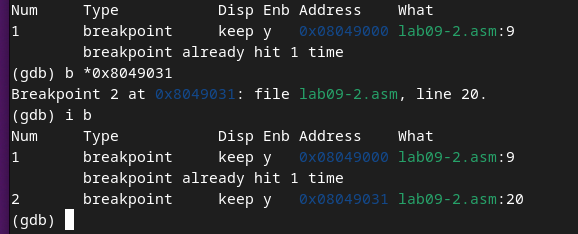 Num     Type           Disp Enb Address    What
1       breakpoint     keep y   0x08049000 lab09-2.asm:9
        breakpoint already hit 1 time
(gdb) b *0x8049031
Breakpoint 2 at 0x8049031: file lab09-2.asm, line 20.
(gdb) i b
Num     Type           Disp Enb Address    What
1       breakpoint     keep y   0x08049000 lab09-2.asm:9
        breakpoint already hit 1 time
2       breakpoint     keep y   0x08049031 lab09-2.asm:20
(gdb)